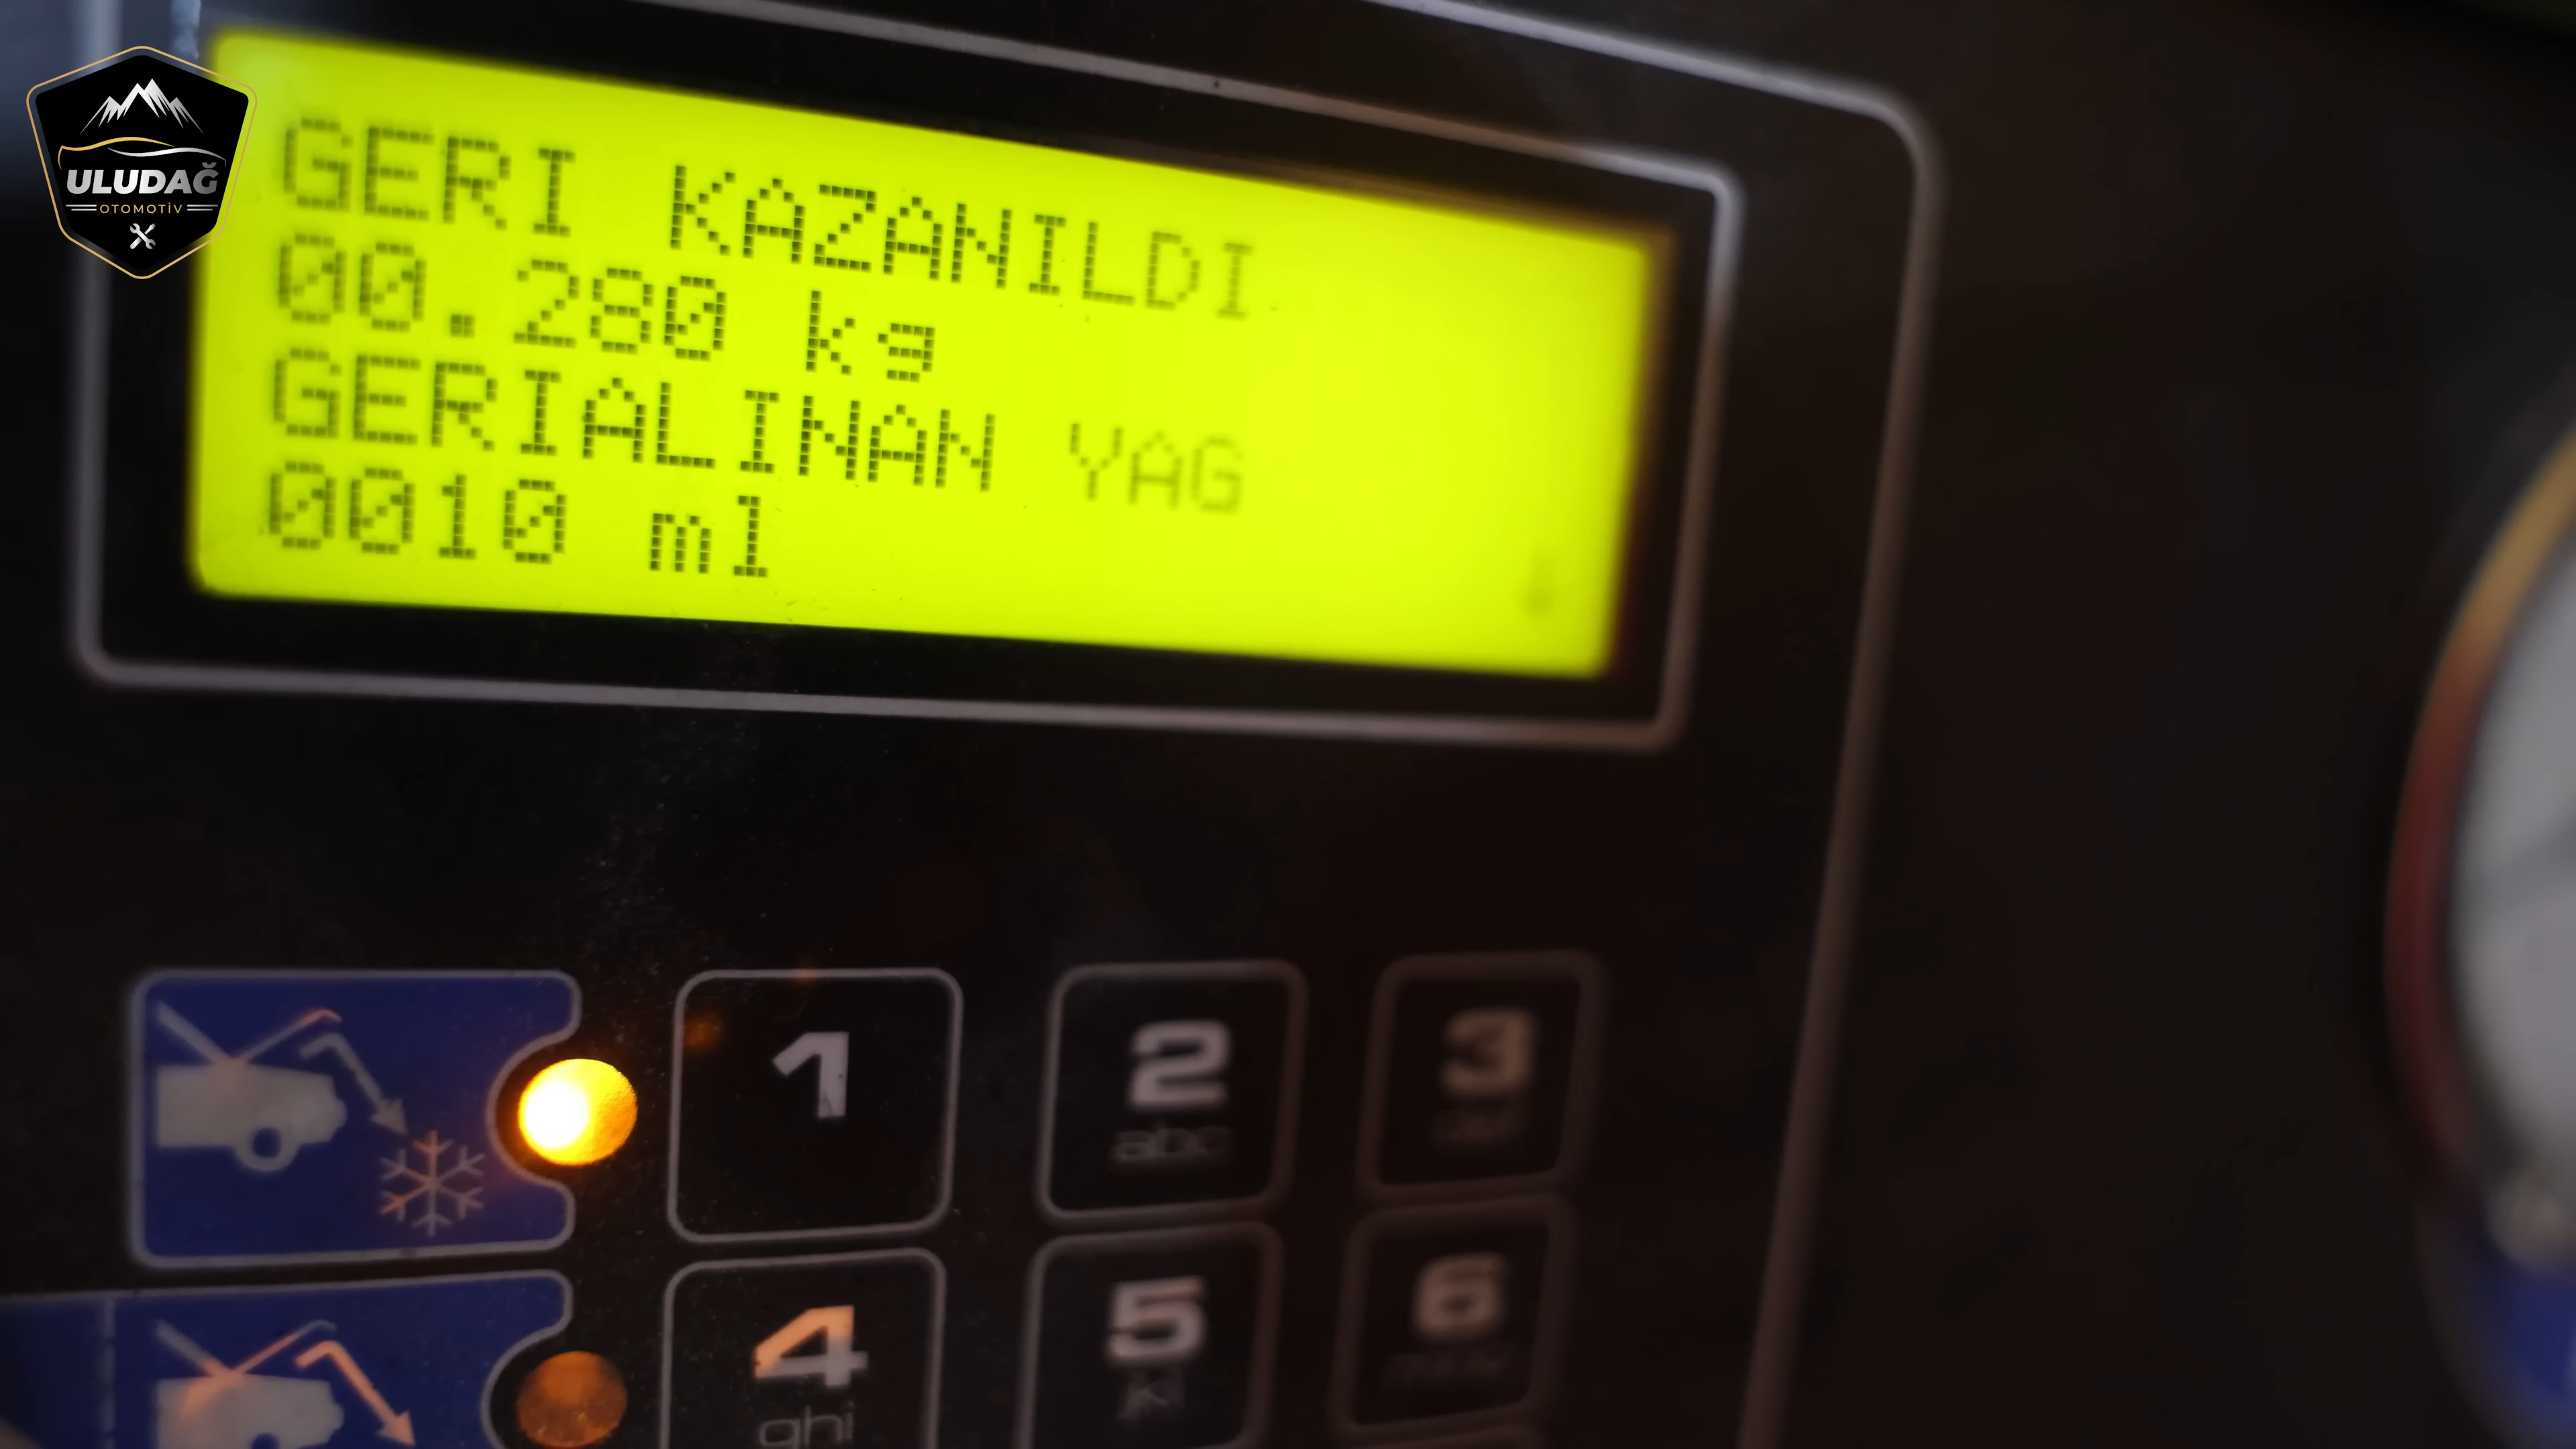 ULUDAĞ
OTOMOTİV
GERI KAZANILDI
00.280 kg
GERIALINAN YAG
0010 ml
1
2
abc
3
4
ghi
5
jkl
6